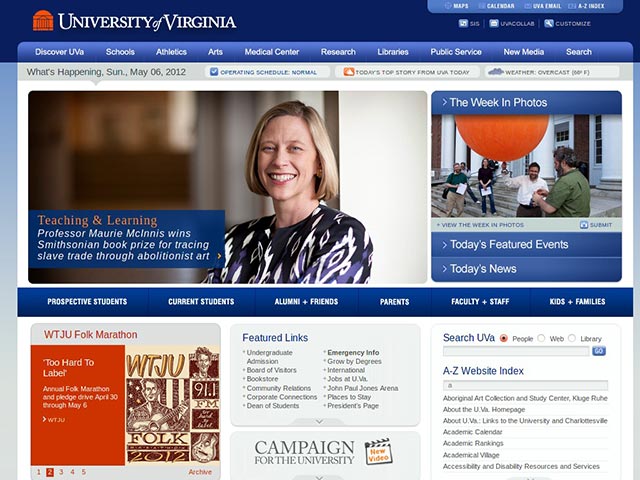 MAPS CALENDAR UVA EMAIL A-Z INDEX
UNIVERSITY of VIRGINIA
SIS UVACOLLAB CUSTOMIZE
Discover UVa Schools Athletics Arts Medical Center Research Libraries Public Service New Media Search
What's Happening, Sun., May 06, 2012
OPERATING SCHEDULE: NORMAL
TODAY'S TOP STORY FROM UVA TODAY
WEATHER: OVERCAST (68° F)
The Week In Photos
Teaching & Learning
Professor Maurie McInnis wins
Smithsonian book prize for tracing
slave trade through abolitionist art
+ VIEW THE WEEK IN PHOTOS
SUBMIT
Today's Featured Events
Today's News
PROSPECTIVE STUDENTS CURRENT STUDENTS ALUMNI + FRIENDS PARENTS FACULTY + STAFF KIDS + FAMILIES
WTJU Folk Marathon
'Too Hard To
Label'
Annual Folk Marathon
and pledge drive April 30
through May 6
WTJU
WTJU
91.1
FM
FOLK
2012
1 2 3 4 5
Archive
Featured Links
Undergraduate
Admission
Board of Visitors
Bookstore
Community Relations
Corporate Connections
Dean of Students
Emergency Info
Grow by Degrees
International
Jobs at U.Va.
John Paul Jones Arena
Places to Stay
President's Page
CAMPAIGN
FOR THE UNIVERSITY
New
Video
Search UVa People Web Library
GO
A-Z Website Index
a
Aboriginal Art Collection and Study Center, Kluge Ruhe
About the U.Va. Homepage
About U.Va.: Links to the University and Charlottesville
Academic Calendar
Academic Rankings
Academical Village
Accessibility and Disability Resources and Services